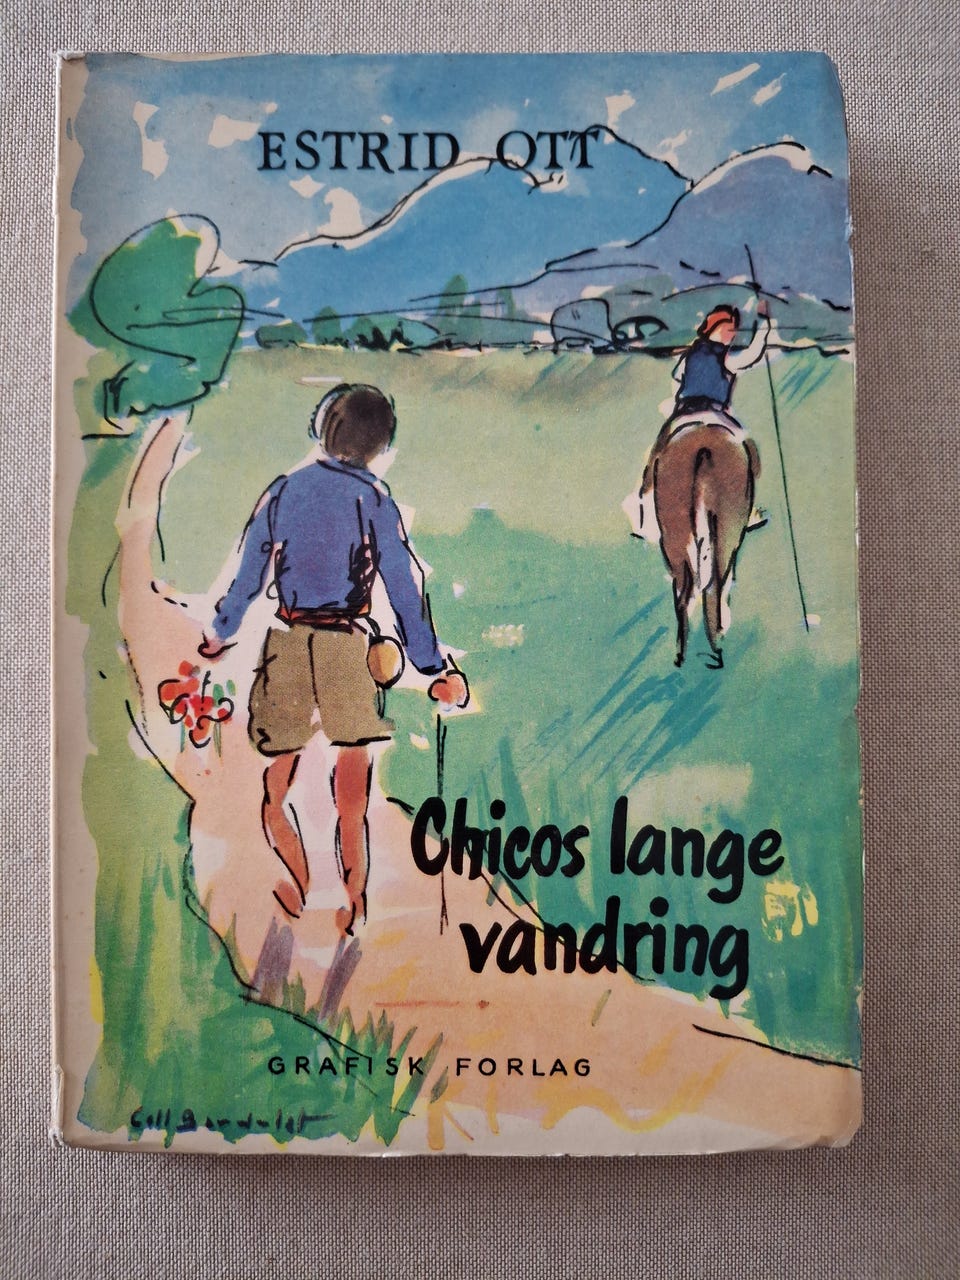 ESTRID OTT
Chicos lange
vandring
GRAFISK FORLAG